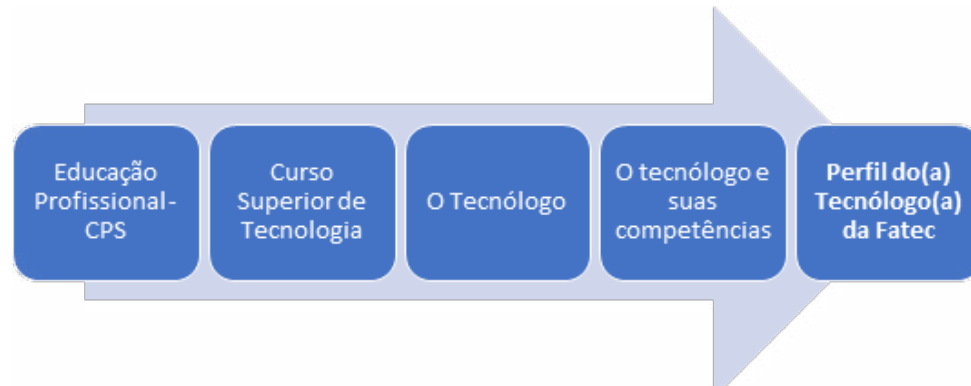 Educação
Profissional-
CPS
Curso
Superior de
Tecnologia
O Tecnólogo
O tecnólogo e
suas
competências
Perfil do(a)
Tecnólogo(a)
da Fatec